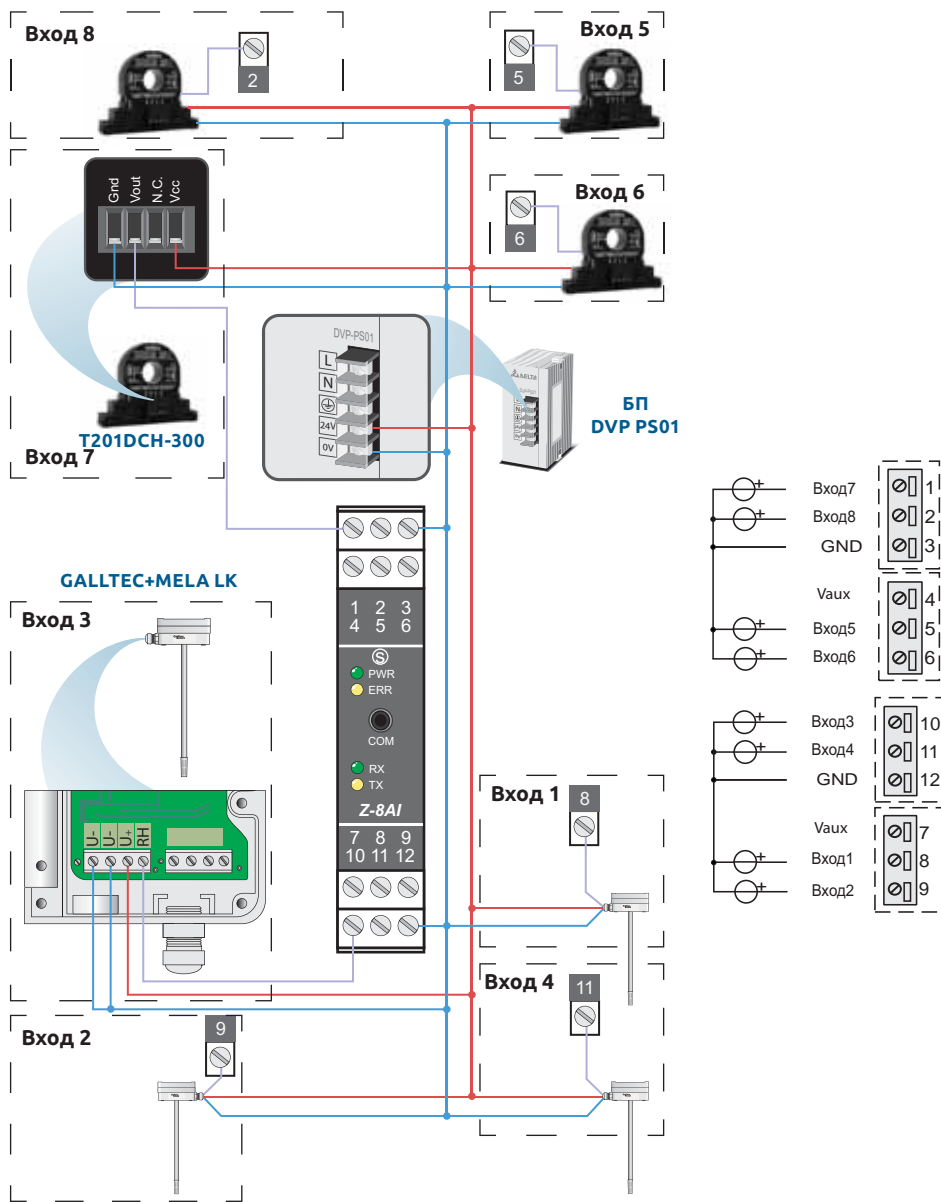 Вход 8
2
Вход 5
5
Gnd
Vout
N.C.
Vcc
Вход 6
6
T201DCH-300
Вход 7
DVP-PS01
L
N
24V
0V
DELTA
БП
DVP PS01
GALLTEC+MELA LK
Вход 3
U-
U-
U+
RH
1 2 3
4 5 6
S
PWR
ERR
COM
RX
TX
Z-8AI
7 8 9
10 11 12
Вход 1
8
Вход 4
11
Вход 2
9
+ Вход7 1
+ Вход8 2
GND 3
Vaux 4
+ Вход5 5
+ Вход6 6
+ Вход3 10
+ Вход4 11
GND 12
Vaux 7
+ Вход1 8
+ Вход2 9